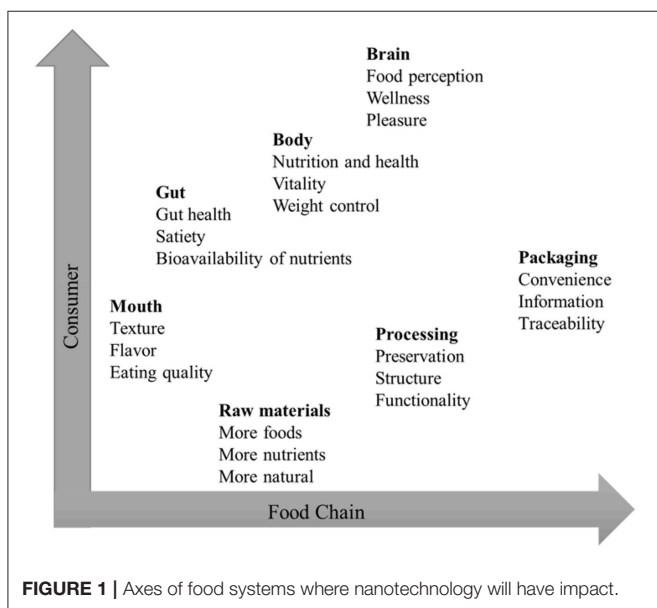 Brain
Food perception
Wellness
Pleasure
Body
Nutrition and health
Vitality
Weight control
Gut
Gut health
Satiety
Bioavailability of nutrients
Packaging
Convenience
Information
Traceability
Mouth
Texture
Flavor
Eating quality
Processing
Preservation
Structure
Functionality
Raw materials
More foods
More nutrients
More natural
Consumer
Food Chain
FIGURE 1 | Axes of food systems where nanotechnology will have impact.